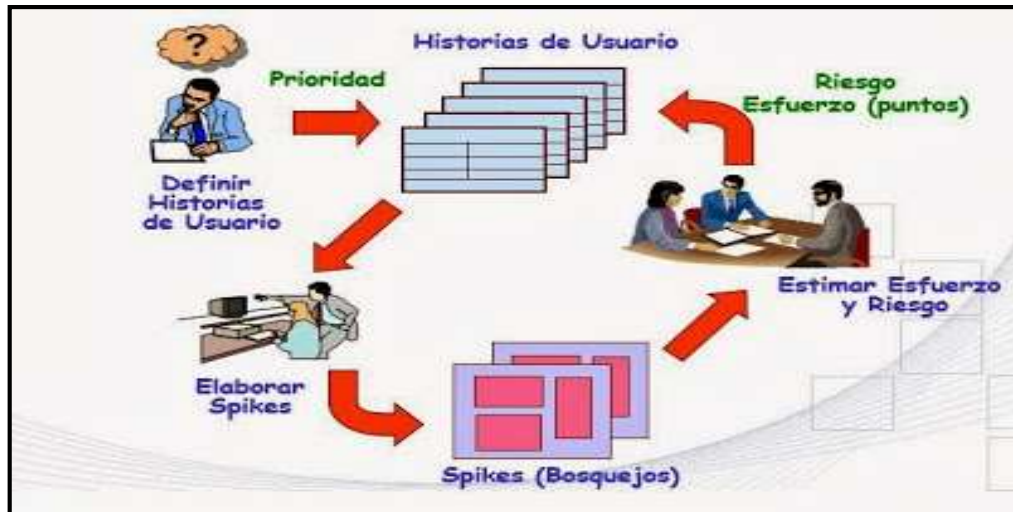 ?
Historias de Usuario
Prioridad
Riesgo
Esfuerzo (puntos)
Definir
Historias
de Usuario
Estimar Esfuerzo
y Riesgo
Elaborar
Spikes
Spikes (Bosquejos)